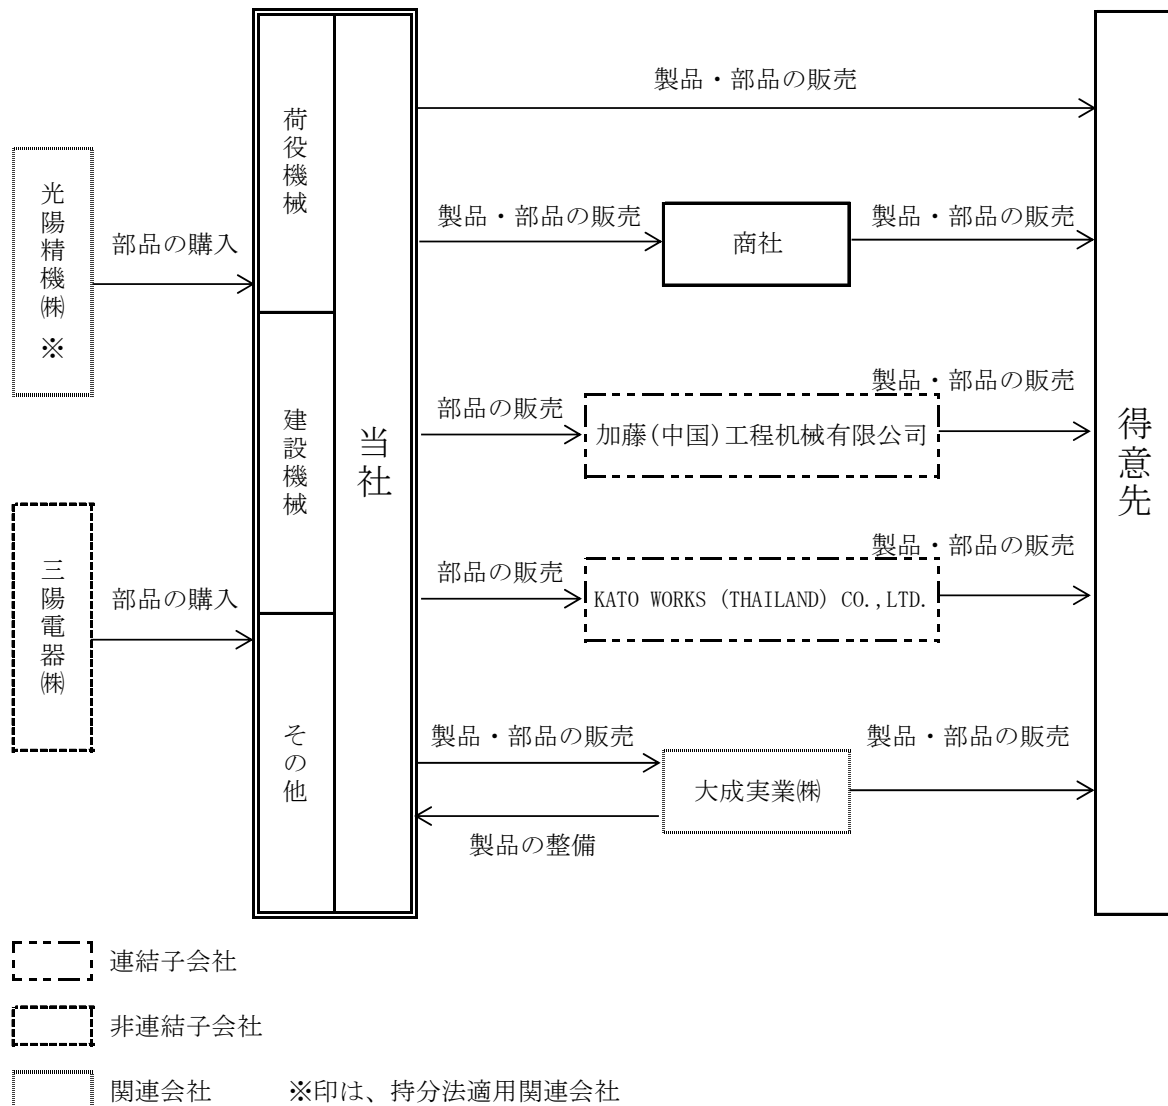 光陽精機㈱ ※
部品の購入
三陽電器㈱
部品の購入
荷役機械
建設機械
その他
当社
製品・部品の販売
製品・部品の販売
商社
製品・部品の販売
部品の販売
加藤(中国)工程机械有限公司
製品・部品の販売
部品の販売
KATO WORKS (THAILAND) CO.,LTD.
製品・部品の販売
製品・部品の販売
大成実業㈱
製品・部品の販売
製品の整備
得意先
連結子会社
非連結子会社
関連会社 ※印は、持分法適用関連会社